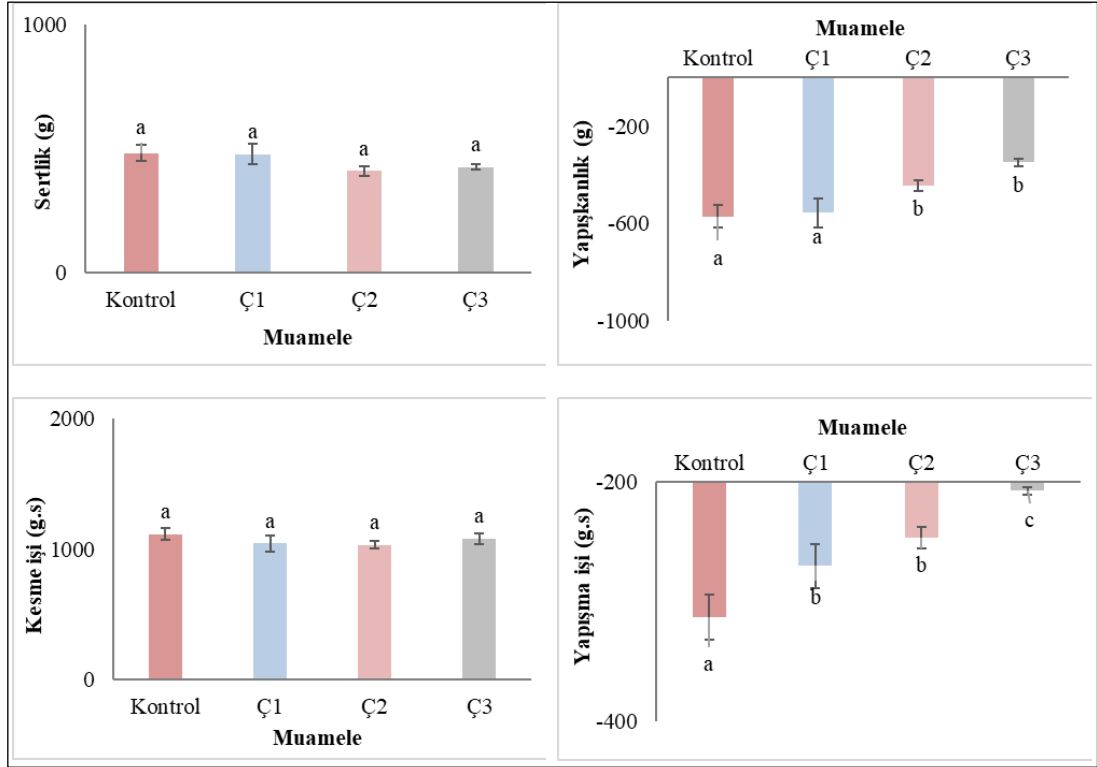 1000
Sertlik (g)
a a a a
0
Kontrol Ç1 Ç2 Ç3
Muamele
Muamele
Kontrol Ç1 Ç2 Ç3
-200
Yapışkanlık (g)
-600
a a b b
-1000
2000
Kesme işi (g.s)
a a a a
1000
0
Kontrol Ç1 Ç2 Ç3
Muamele
Muamele
Kontrol Ç1 Ç2 Ç3
-200
Yapışma işi (g.s)
a b b c
-400